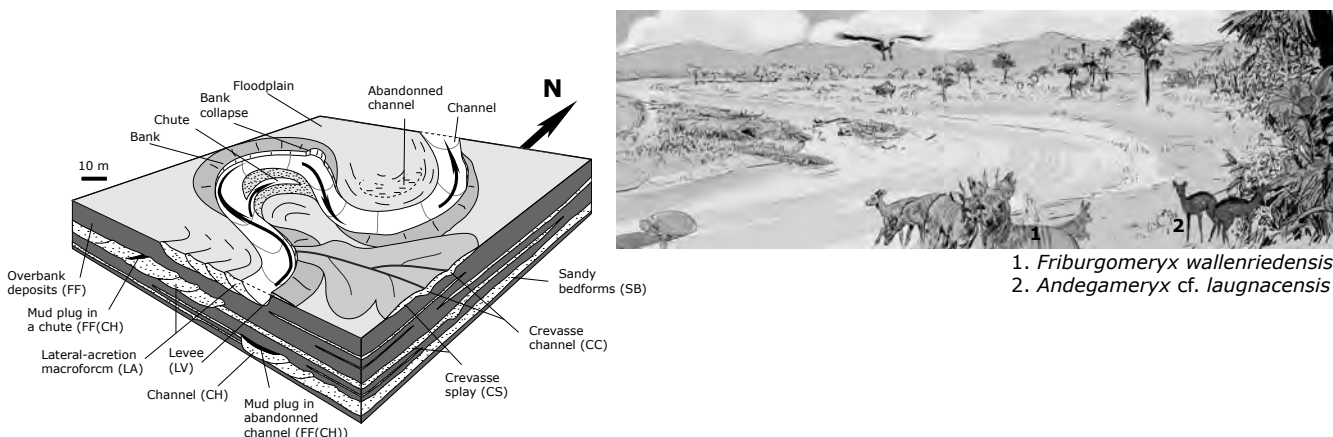 Floodplain
Bank
collapse
Chute
Bank
Abandonned
channel
Channel
N
10 m
Overbank
deposits (FF)
Mud plug in
a chute (FF(CH)
Lateral-acretion
macroforcm (LA)
Levee
(LV)
Channel (CH)
Mud plug in
abandonned
channel (FF(CH))
Sandy
bedforms (SB)
Crevasse
channel (CC)
Crevasse
splay (CS)
1
2
1. Friburgomeryx wallenriedensis
2. Andegameryx cf. laugnacensis